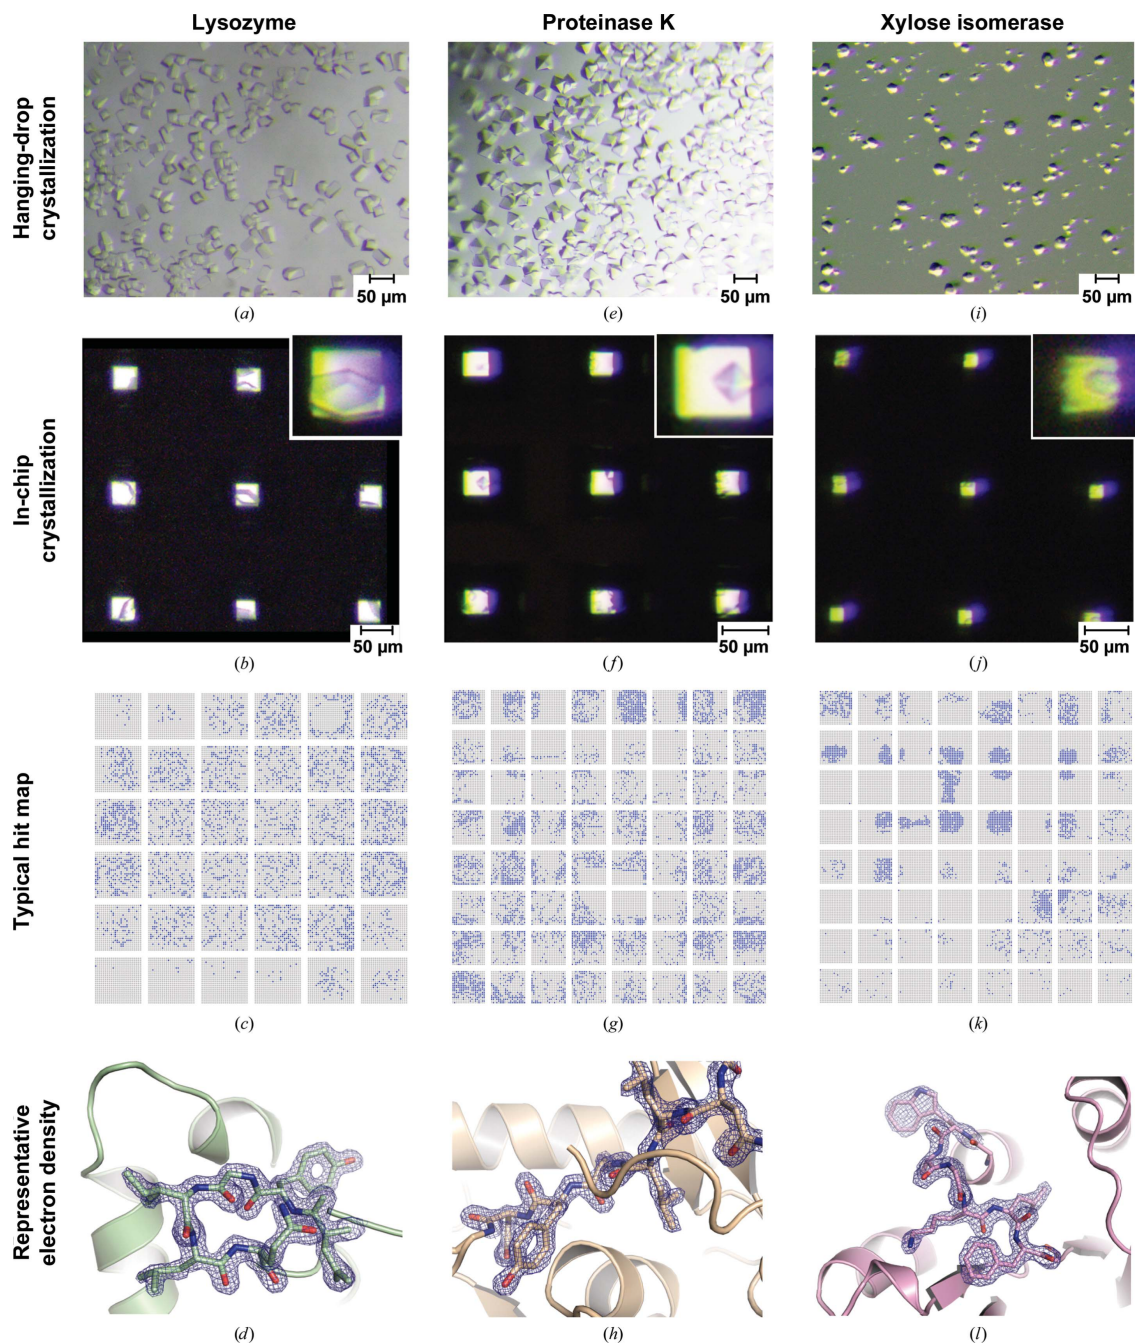 Lysozyme
Proteinase K
Xylose isomerase
Hanging-drop
crystallization
50 µm
50 µm
50 µm
(a)
(e)
(i)
In-chip
crystallization
50 µm
50 µm
50 µm
(b)
(f)
(j)
Typical hit map
(c)
(g)
(k)
Representative
electron density
(d)
(h)
(l)